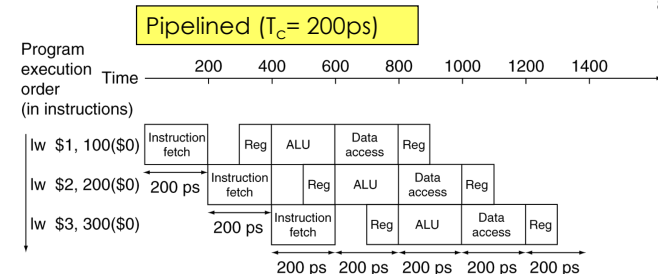 Pipelined (Tc= 200ps)
Program
execution
order
(in instructions)
Time
200 400 600 800 1000 1200 1400
lw $1, 100($0) Instruction fetch Reg ALU Data access Reg
lw $2, 200($0) 200 ps Instruction fetch Reg ALU Data access Reg
lw $3, 300($0) 200 ps Instruction fetch Reg ALU Data access Reg
200 ps 200 ps 200 ps 200 ps 200 ps